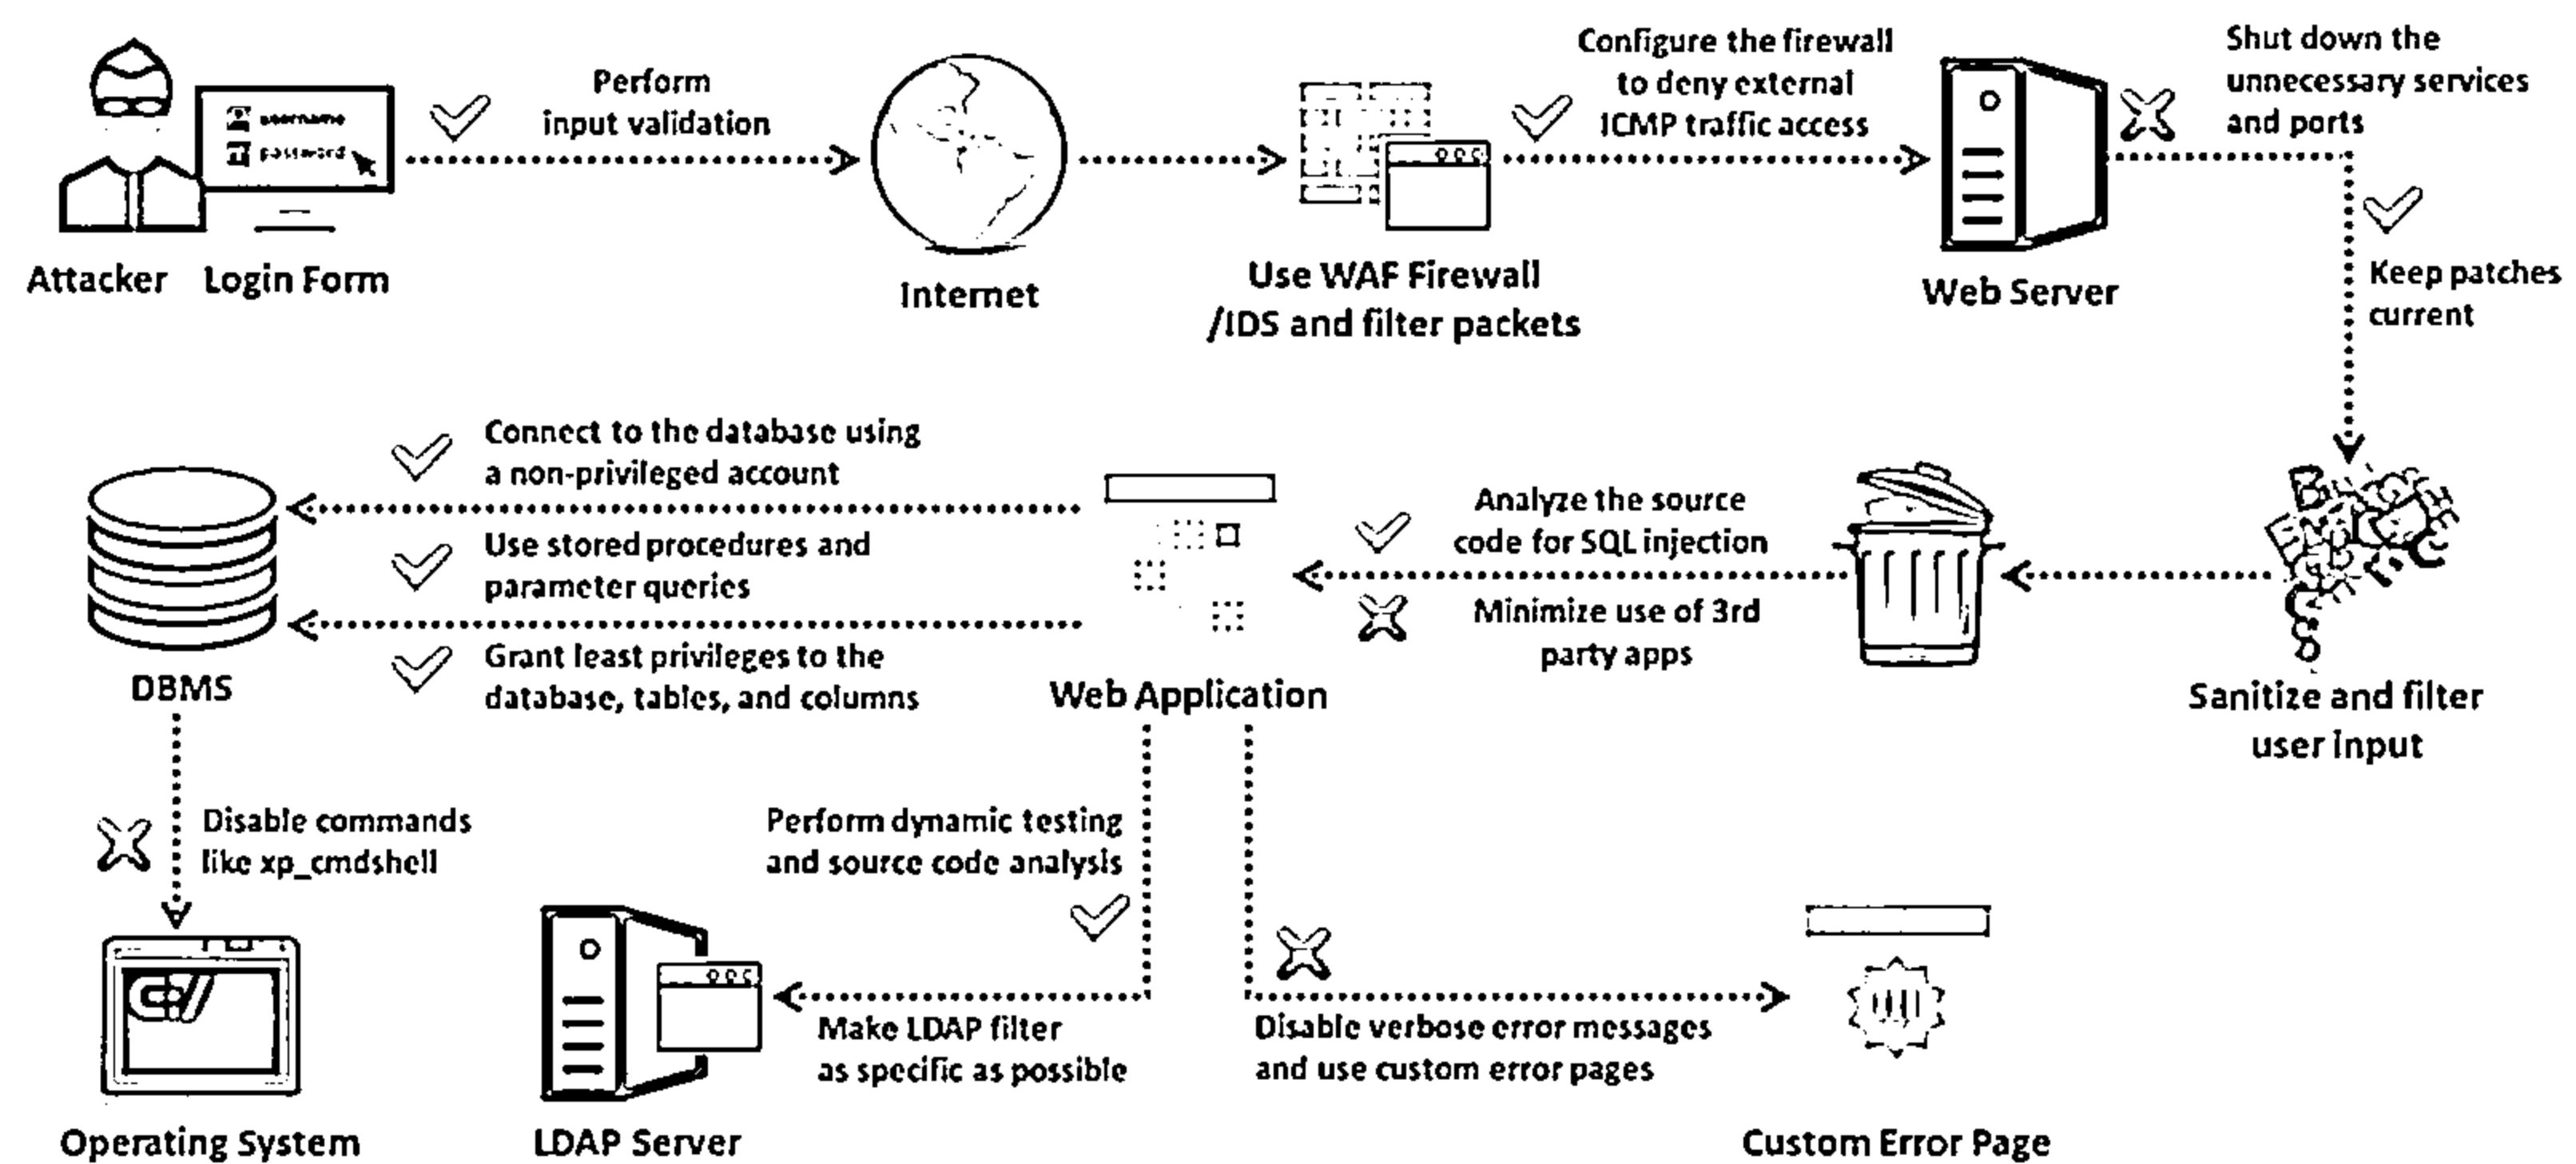 username
password
Attacker
Login Form
Perform
input validation
Internet
Use WAF Firewall
/IDS and filter packets
Configure the firewall
to deny external
ICMP traffic access
Web Server
Shut down the
unnecessary services
and ports
Keep patches
current
Sanitize and filter
user input
Analyze the source
code for SQL injection
Minimize use of 3rd
party apps
Web Application
Connect to the database using
a non-privileged account
Use stored procedures and
parameter queries
Grant least privileges to the
database, tables, and columns
DBMS
Disable commands
like xp_cmdshell
Operating System
Perform dynamic testing
and source code analysis
Make LDAP filter
as specific as possible
LDAP Server
Disable verbose error messages
and use custom error pages
Custom Error Page